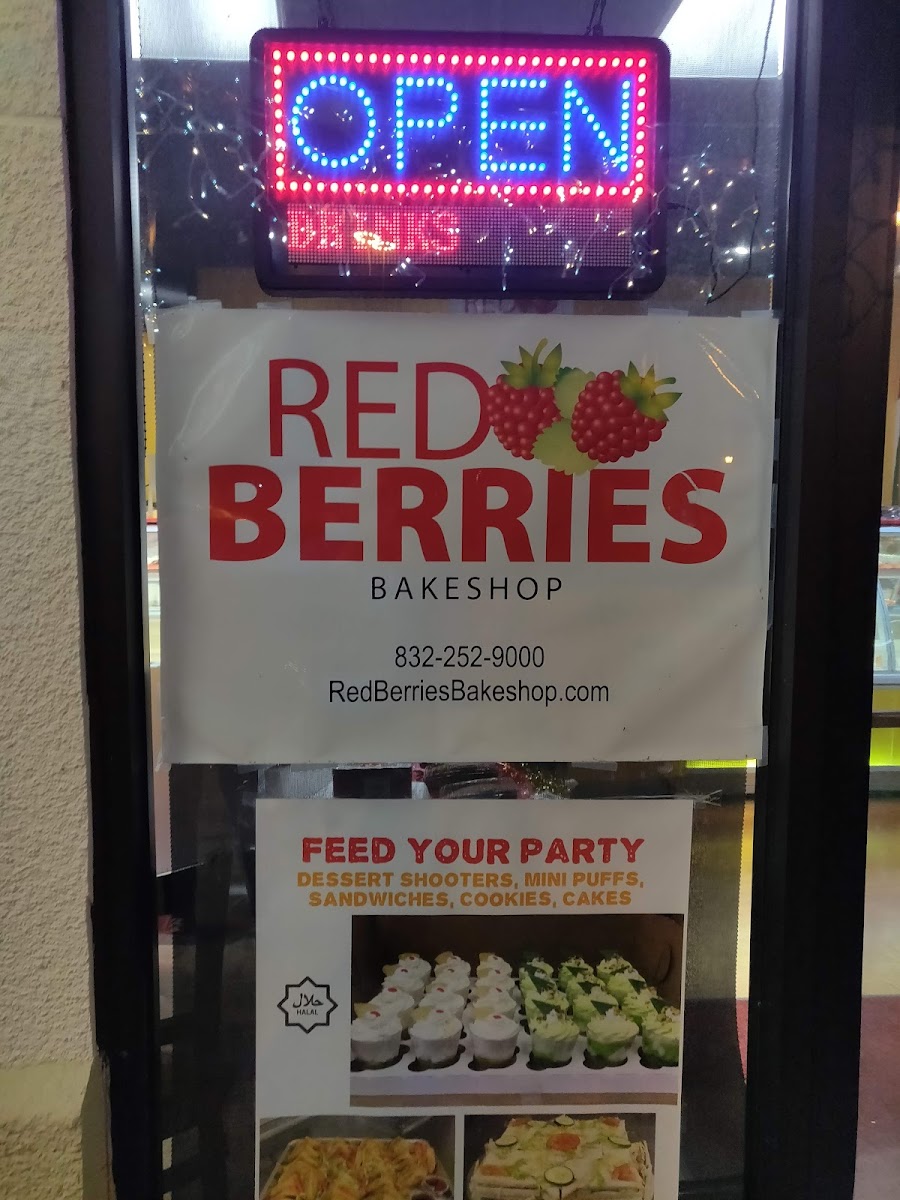 OPEN
DRINKS
RED
BERRIES
BAKESHOP
832-252-9000
RedBerriesBakeshop.com
FEED YOUR PARTY
DESSERT SHOOTERS, MINI PUFFS,
SANDWICHES, COOKIES, CAKES
حلال
HALAL